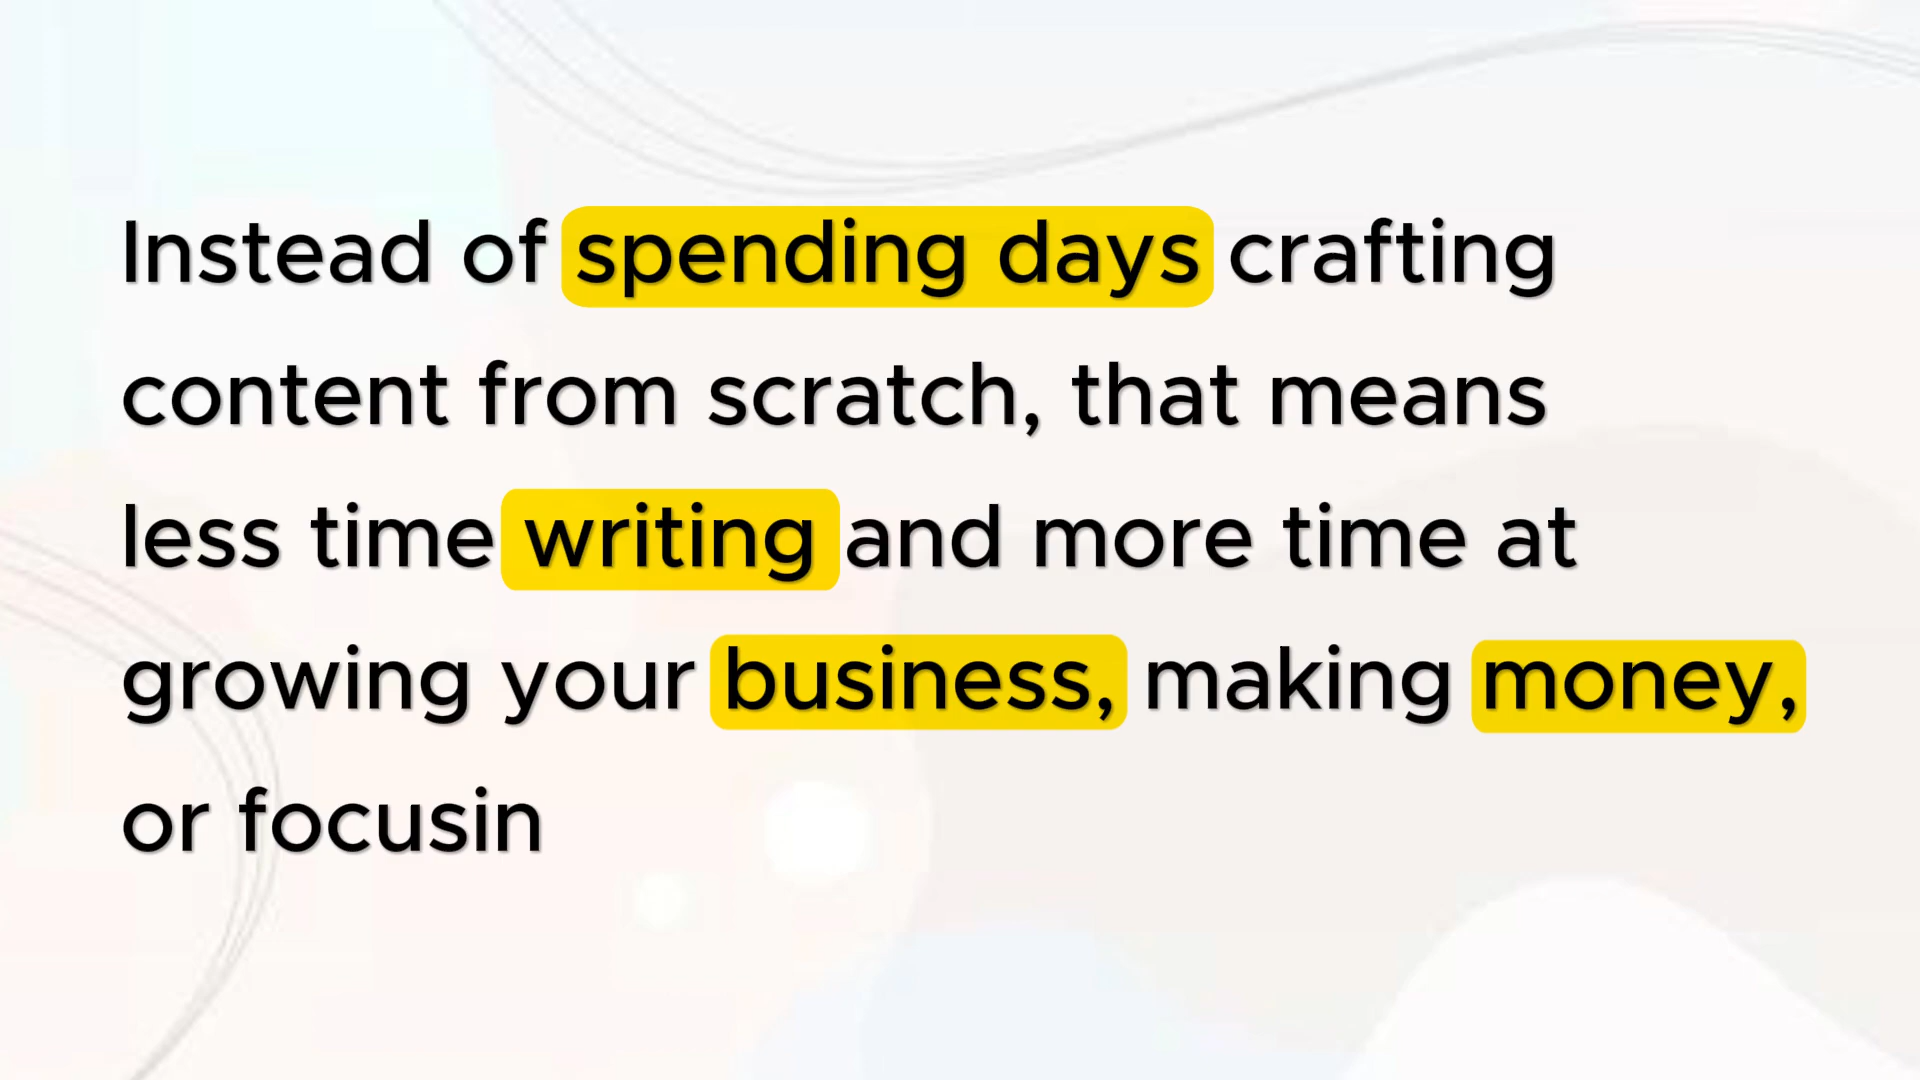 Instead of spending days crafting
content from scratch, that means
less time writing and more time at
growing your business, making money,
or focusin